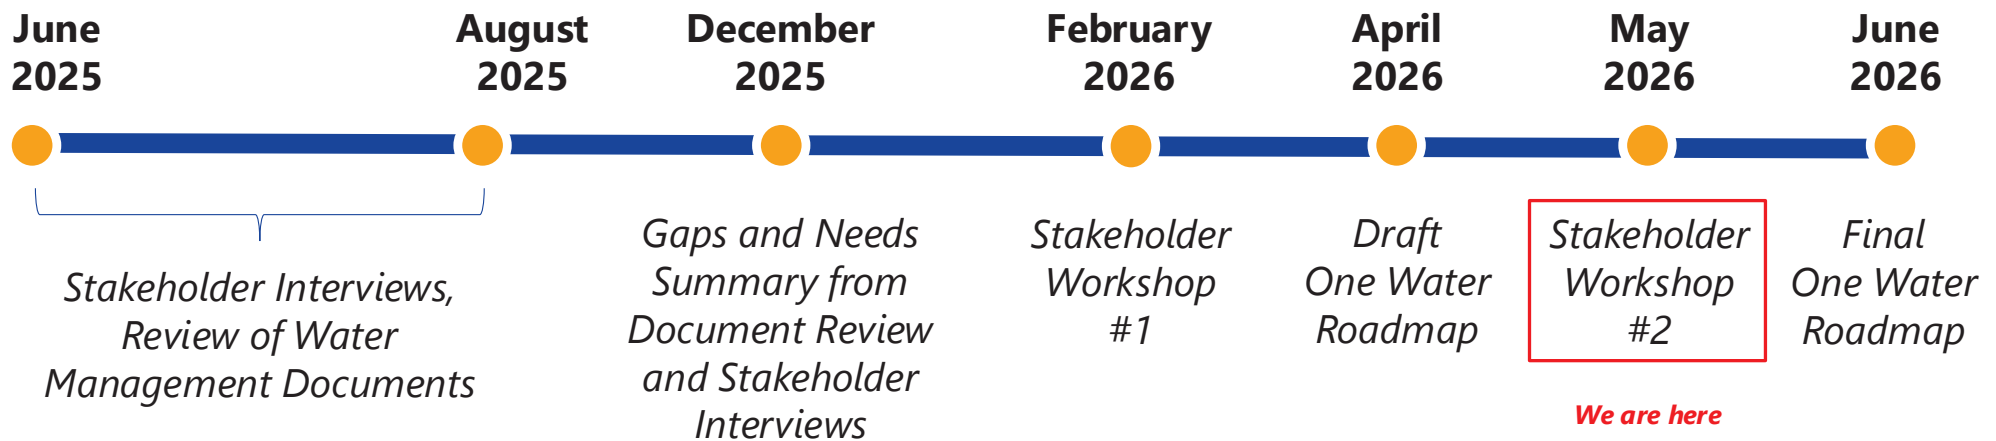 June
2025
August
2025
December
2025
February
2026
April
2026
May
2026
June
2026
Stakeholder Interviews,
Review of Water
Management Documents
Gaps and Needs
Summary from
Document Review
and Stakeholder
Interviews
Stakeholder
Workshop
#1
Draft
One Water
Roadmap
Stakeholder
Workshop
#2
We are here
Final
One Water
Roadmap